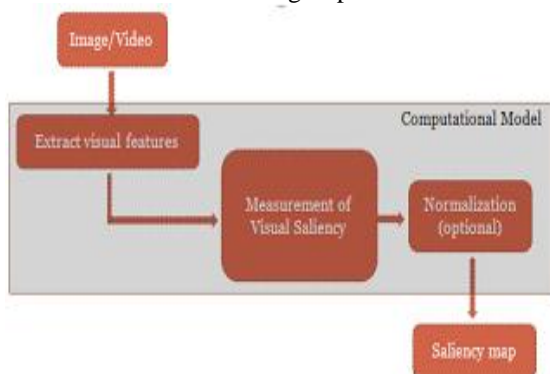 Image/Video
Computational Model
Extract visual features
Measurement of
Visual Saliency
Normalization
(optional)
Saliency map